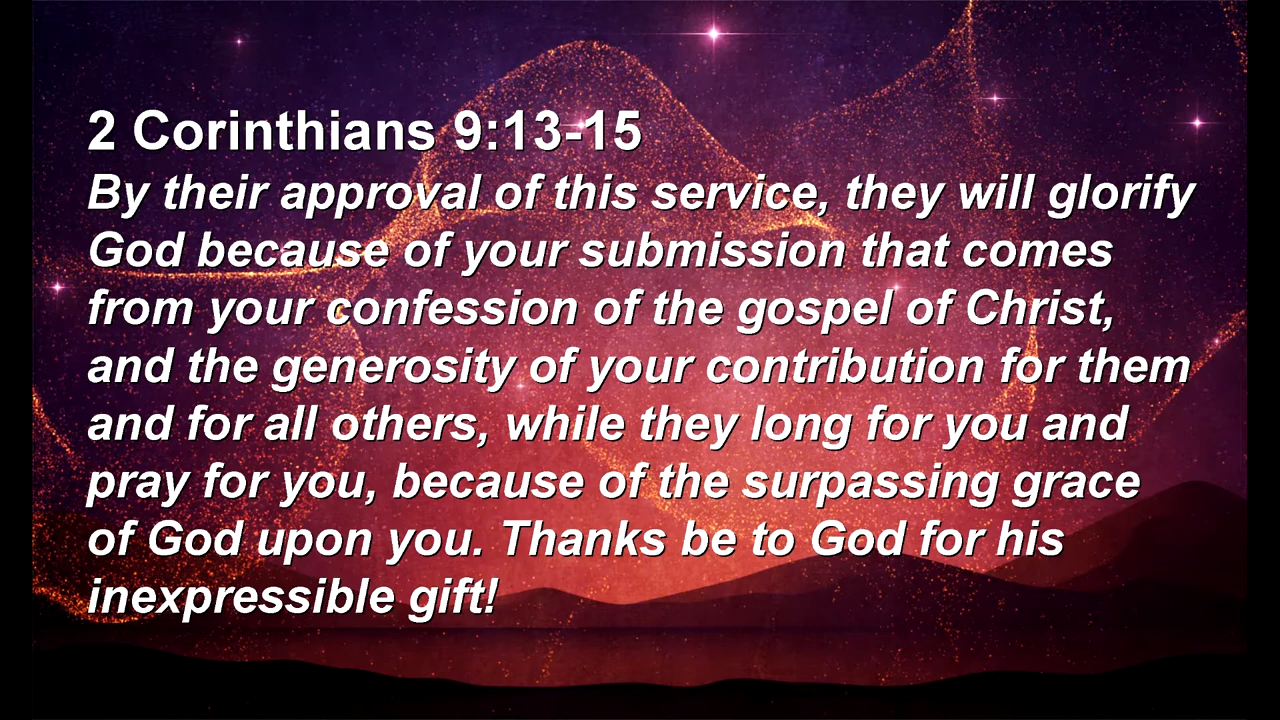 2 Corinthians 9:13-15
By their approval of this service, they will glorify
God because of your submission that comes
from your confession of the gospel of Christ,
and the generosity of your contribution for them
and for all others, while they long for you and
pray for you, because of the surpassing grace
of God upon you. Thanks be to God for his
inexpressible gift!